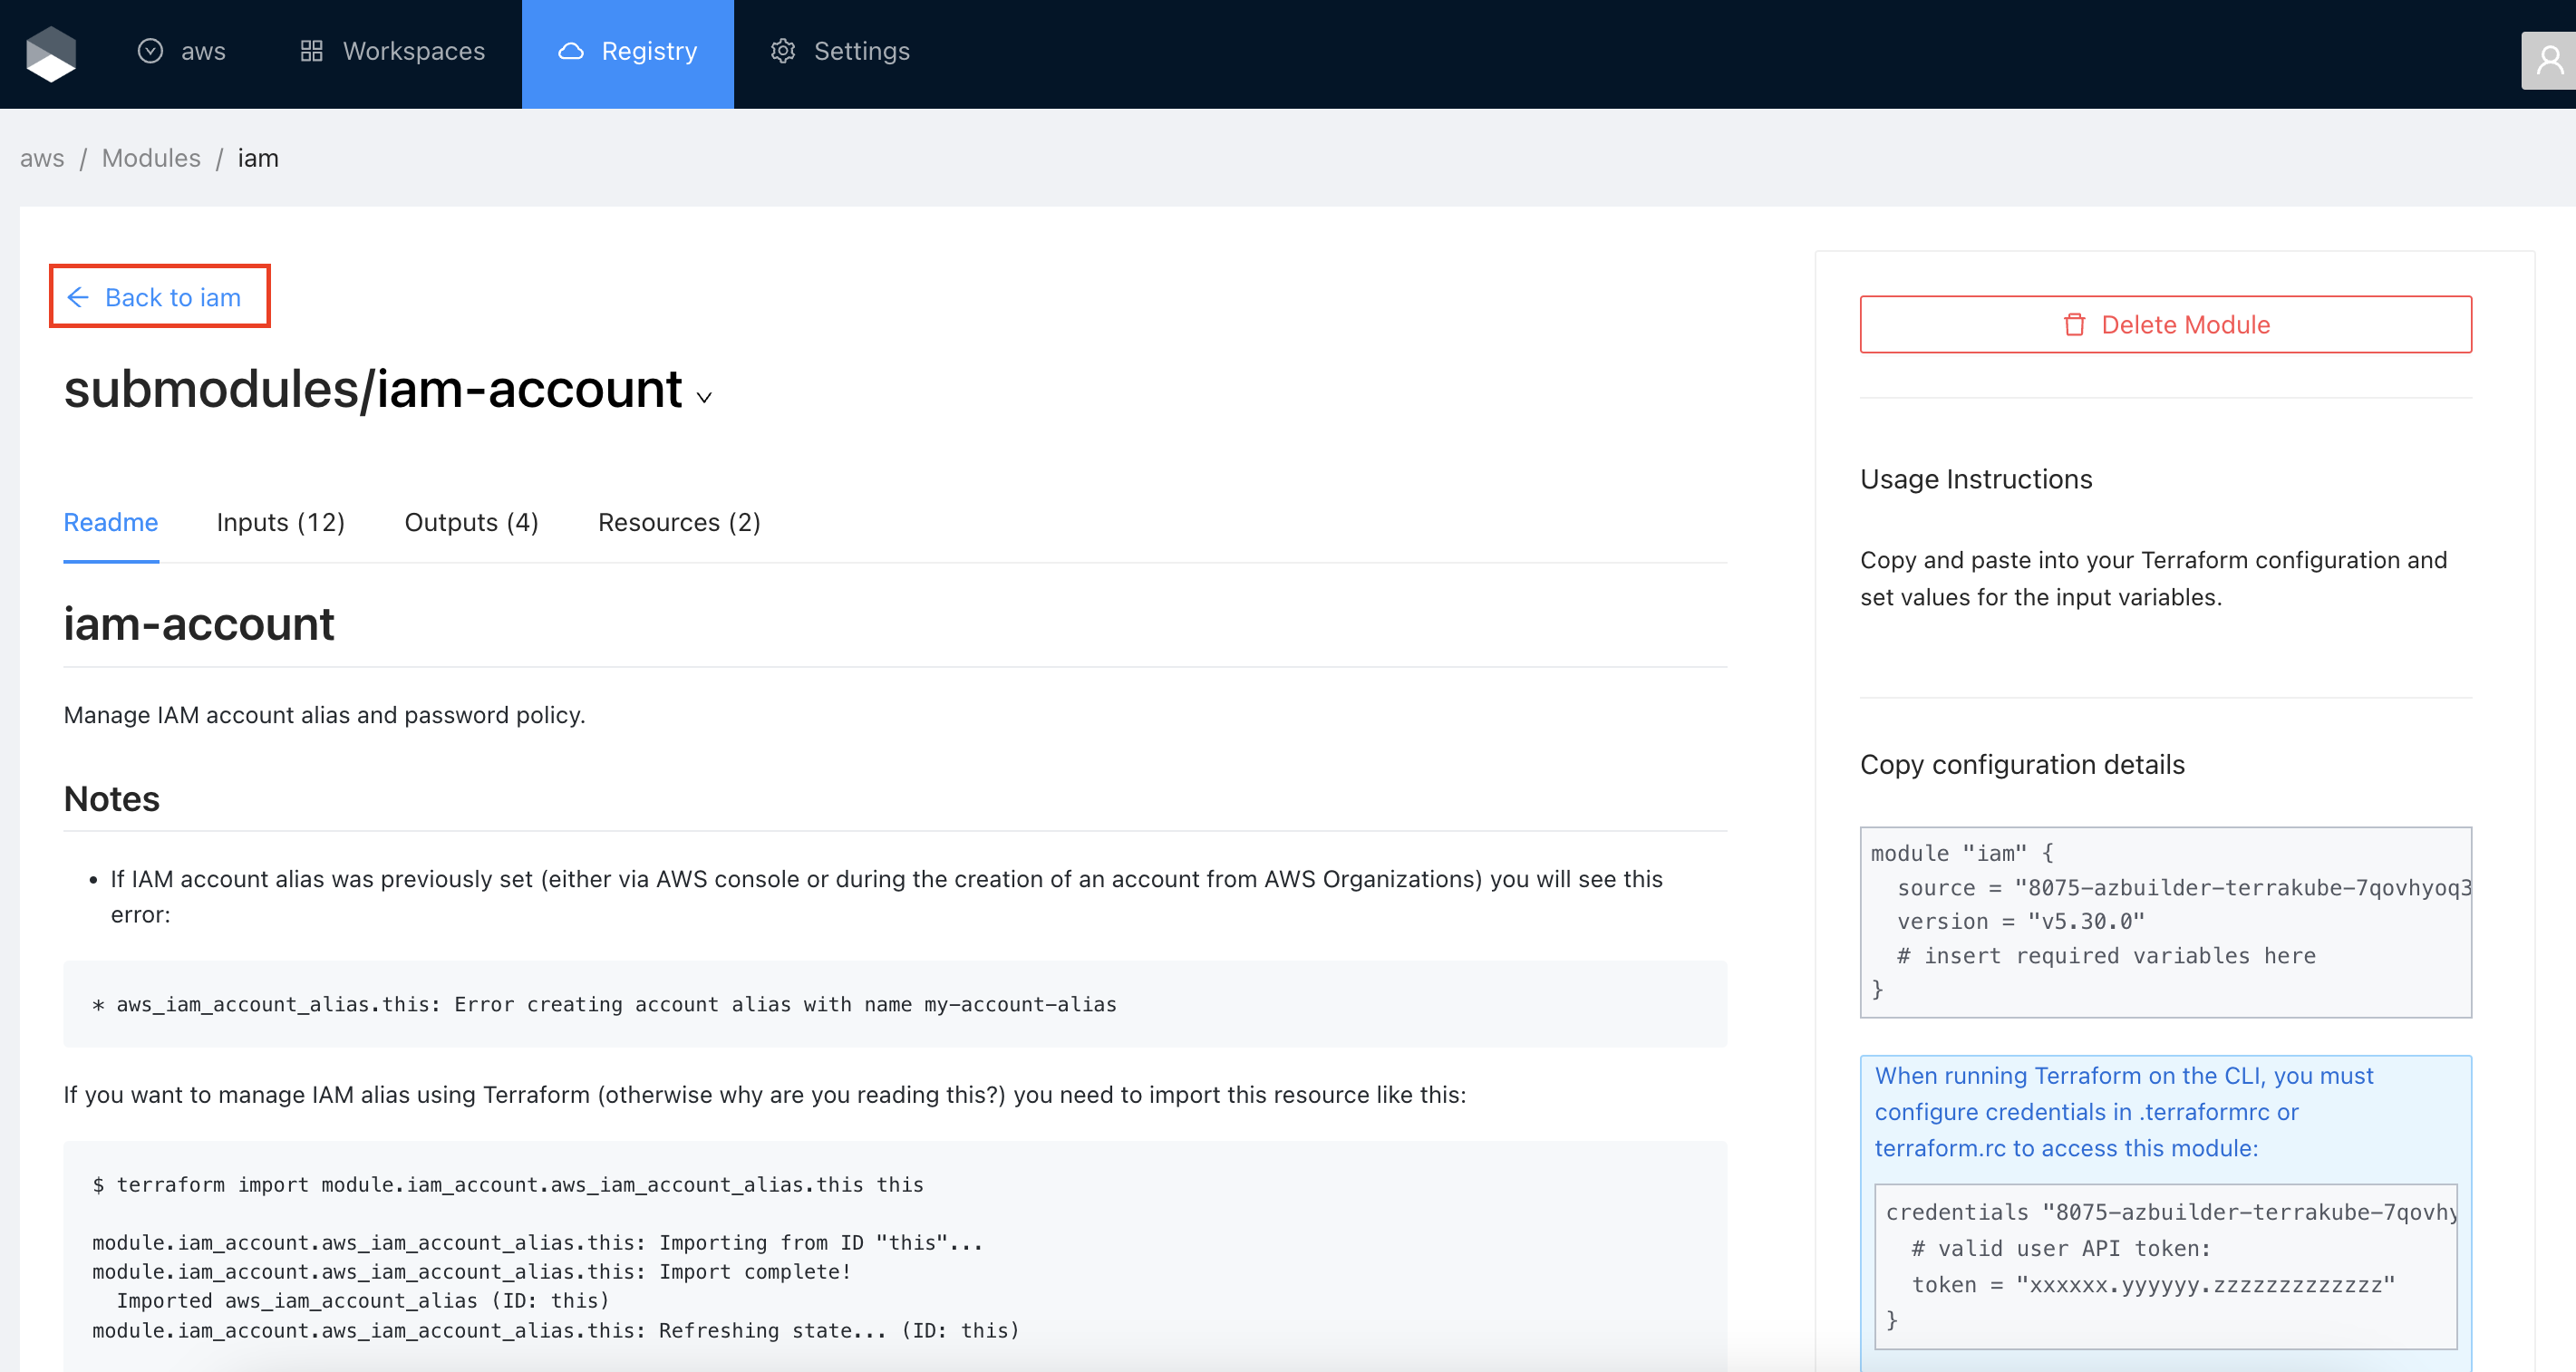 aws
Workspaces
Registry
Settings
aws / Modules / iam
Back to iam
submodules/iam-account
Readme
Inputs (12)
Outputs (4)
Resources (2)
iam-account
Manage IAM account alias and password policy.
Notes
• If IAM account alias was previously set (either via AWS console or during the creation of an account from AWS Organizations) you will see this
error:
* aws_iam_account_alias.this: Error creating account alias with name my-account-alias
If you want to manage IAM alias using Terraform (otherwise why are you reading this?) you need to import this resource like this:
$ terraform import module.iam_account.aws_iam_account_alias.this this
module.iam_account.aws_iam_account_alias.this: Importing from ID "this"...
module.iam_account.aws_iam_account_alias.this: Import complete!
Imported aws_iam_account_alias (ID: this)
module.iam_account.aws_iam_account_alias.this: Refreshing state... (ID: this)
Delete Module
Usage Instructions
Copy and paste into your Terraform configuration and
set values for the input variables.
Copy configuration details
module "iam" {
source = "8075-azbuilder-terrakube-7qovhyoq3
version = "v5.30.0"
# insert required variables here
}
When running Terraform on the CLI, you must
configure credentials in .terraformrc or
terraform.rc to access this module:
credentials "8075-azbuilder-terrakube-7qovhy
# valid user API token:
token = "xxxxxx.yyyyyy.zzzzzzzzzzzzz"
}